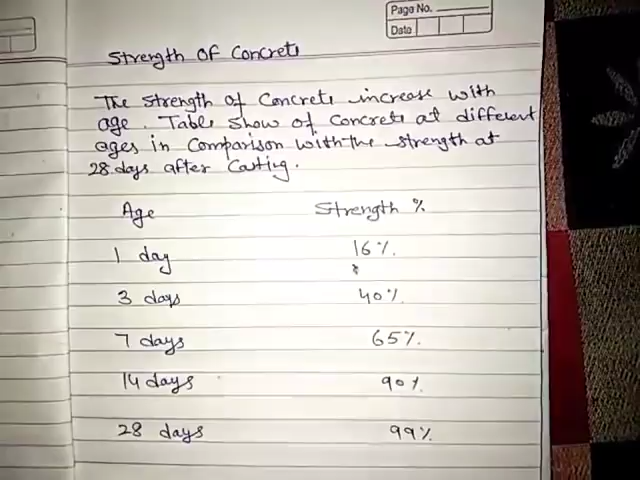 Page No.
Date
Strength Of Concrete
The strength of Concrete increase with
age. Table show of Concrete at different
ages in Comparison with the strength at
28 days after Casting.
Age Strength %
1 day 16%.
3 days 40%
7 days 65%.
14 days 90%
28 days 99%